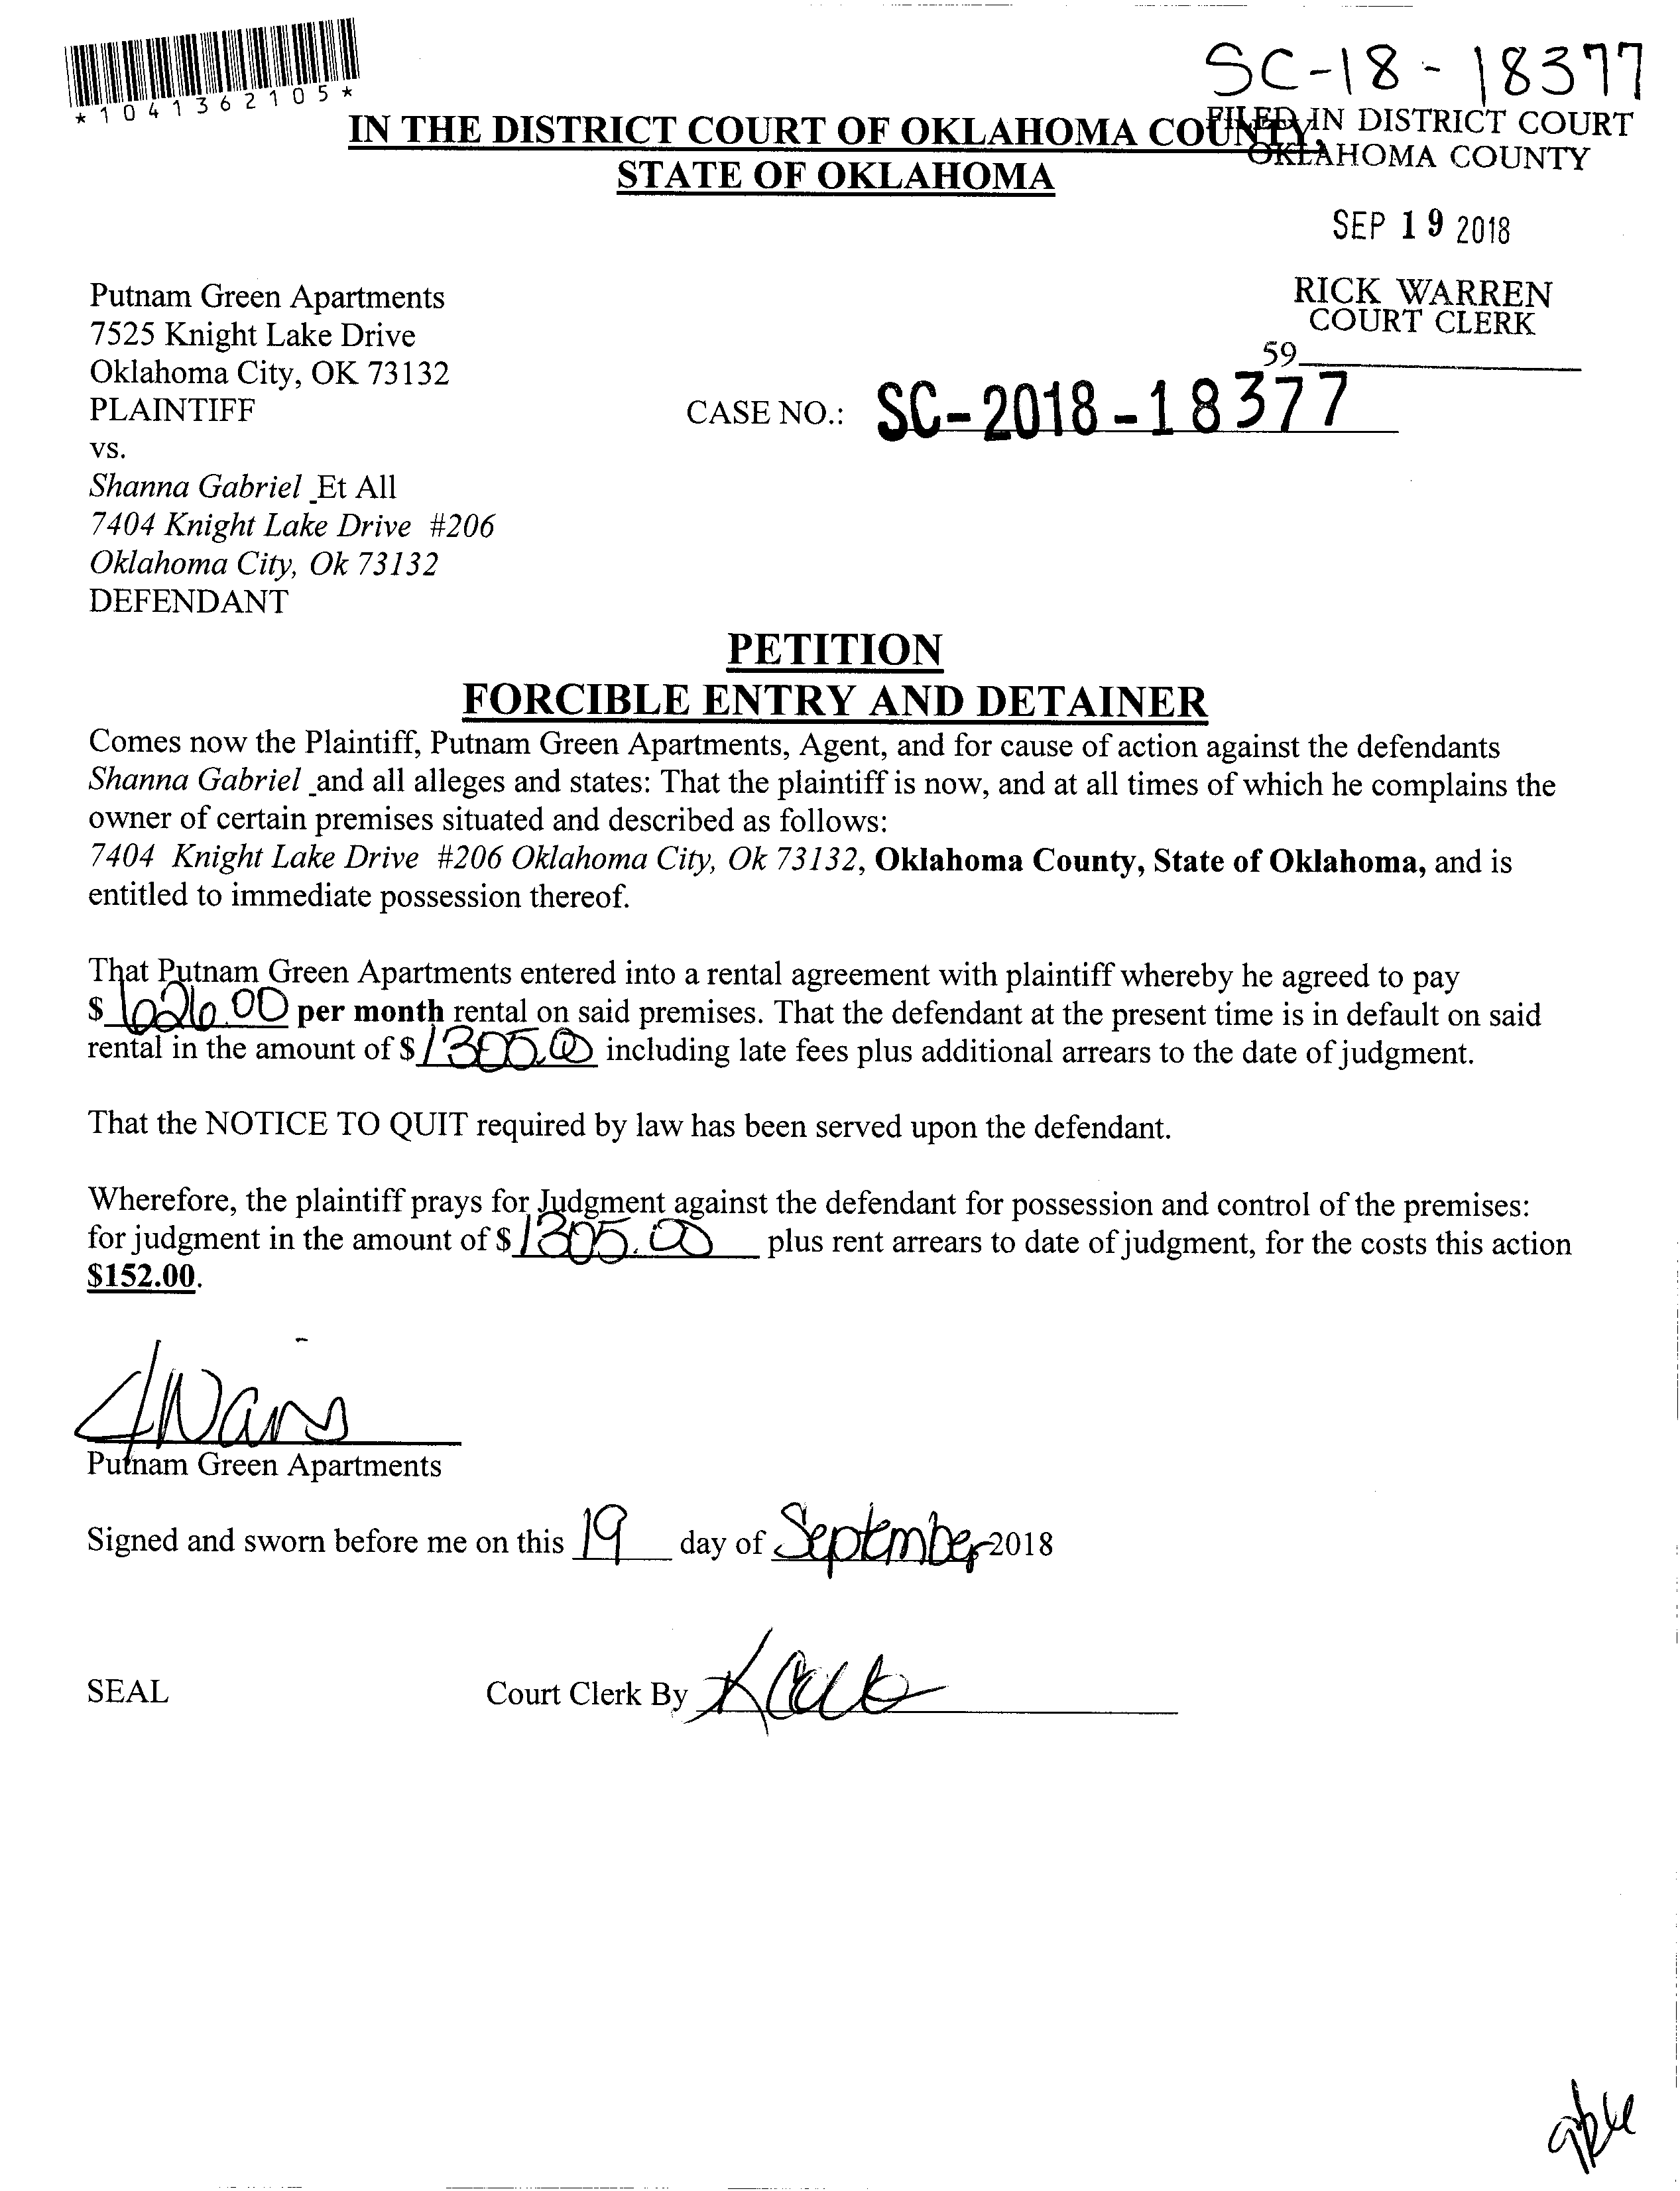 SC-18-18377
*1041362105*
IN THE DISTRICT COURT OF OKLAHOMA COUNTY,
STATE OF OKLAHOMA
FILED IN DISTRICT COURT
OKLAHOMA COUNTY
SEP 19 2018
RICK WARREN
COURT CLERK
59
Putnam Green Apartments
7525 Knight Lake Drive
Oklahoma City, OK 73132
PLAINTIFF
CASE NO.: SC-2018-18377
vs.
Shanna Gabriel Et All
7404 Knight Lake Drive #206
Oklahoma City, Ok 73132
DEFENDANT
PETITION
FORCIBLE ENTRY AND DETAINER
Comes now the Plaintiff, Putnam Green Apartments, Agent, and for cause of action against the defendants
Shanna Gabriel and all alleges and states: That the plaintiff is now, and at all times of which he complains the
owner of certain premises situated and described as follows:
7404 Knight Lake Drive #206 Oklahoma City, Ok 73132, Oklahoma County, State of Oklahoma, and is
entitled to immediate possession thereof.
That Putnam Green Apartments entered into a rental agreement with plaintiff whereby he agreed to pay
$ 626.00 per month rental on said premises. That the defendant at the present time is in default on said
rental in the amount of $ 1305.00 including late fees plus additional arrears to the date of judgment.
That the NOTICE TO QUIT required by law has been served upon the defendant.
Wherefore, the plaintiff prays for Judgment against the defendant for possession and control of the premises:
for judgment in the amount of $ 1305.00 plus rent arrears to date of judgment, for the costs this action
$152.00.
Putnam Green Apartments
Signed and sworn before me on this 19 day of September 2018
SEAL Court Clerk By